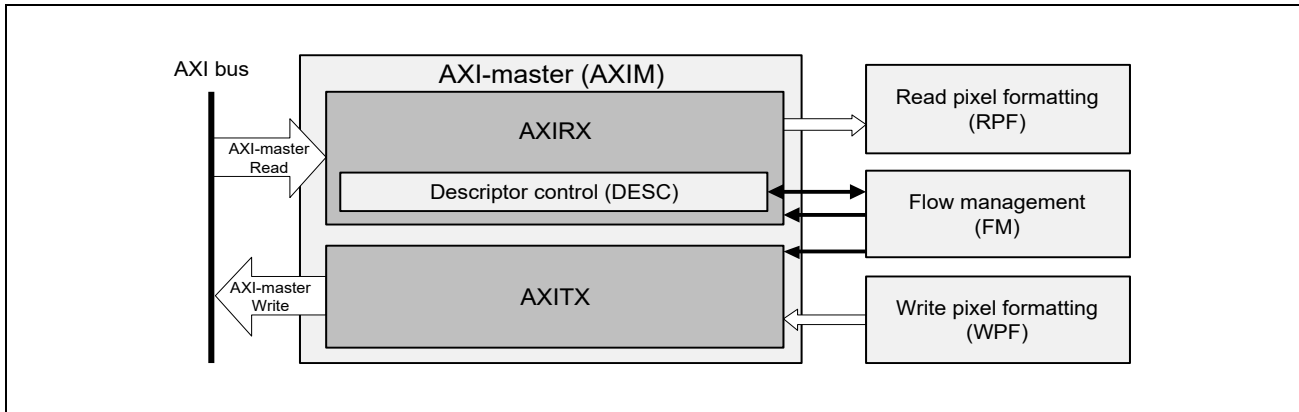 AXI bus
AXI-master (AXIM)
AXIRX
AXI-master
Read
Descriptor control (DESC)
AXITX
AXI-master
Write
Read pixel formatting
(RPF)
Flow management
(FM)
Write pixel formatting
(WPF)